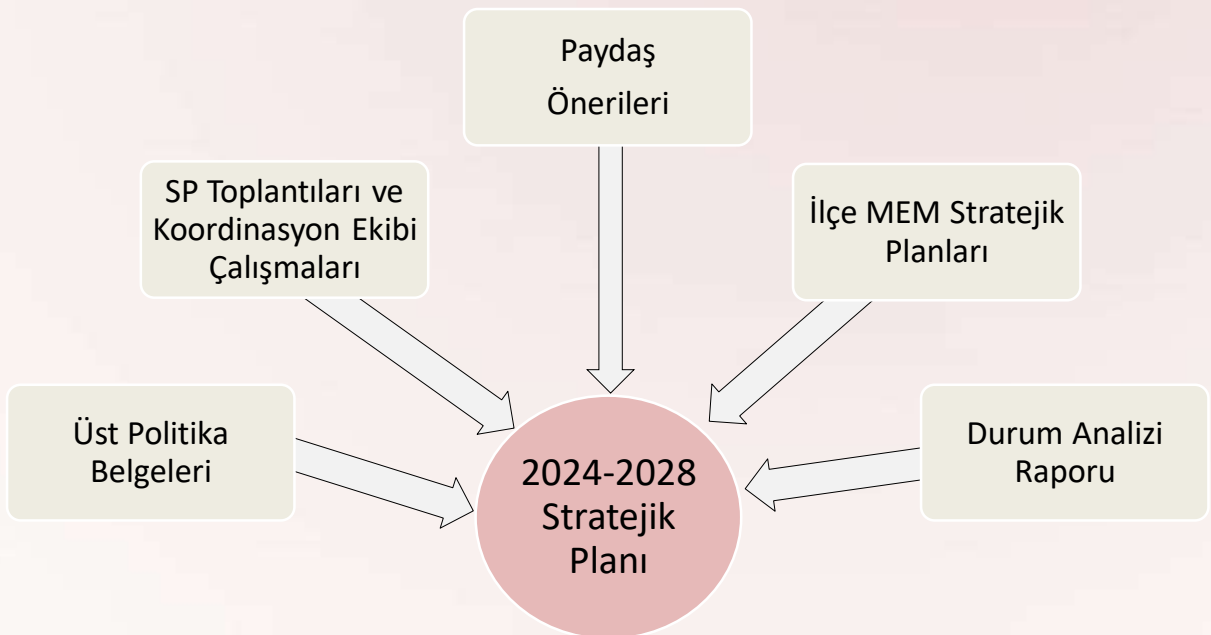 Paydaş
Önerileri
SP Toplantıları ve
Koordinasyon Ekibi
Çalışmaları
İlçe MEM Stratejik
Planları
Üst Politika
Belgeleri
2024-2028
Stratejik
Planı
Durum Analizi
Raporu